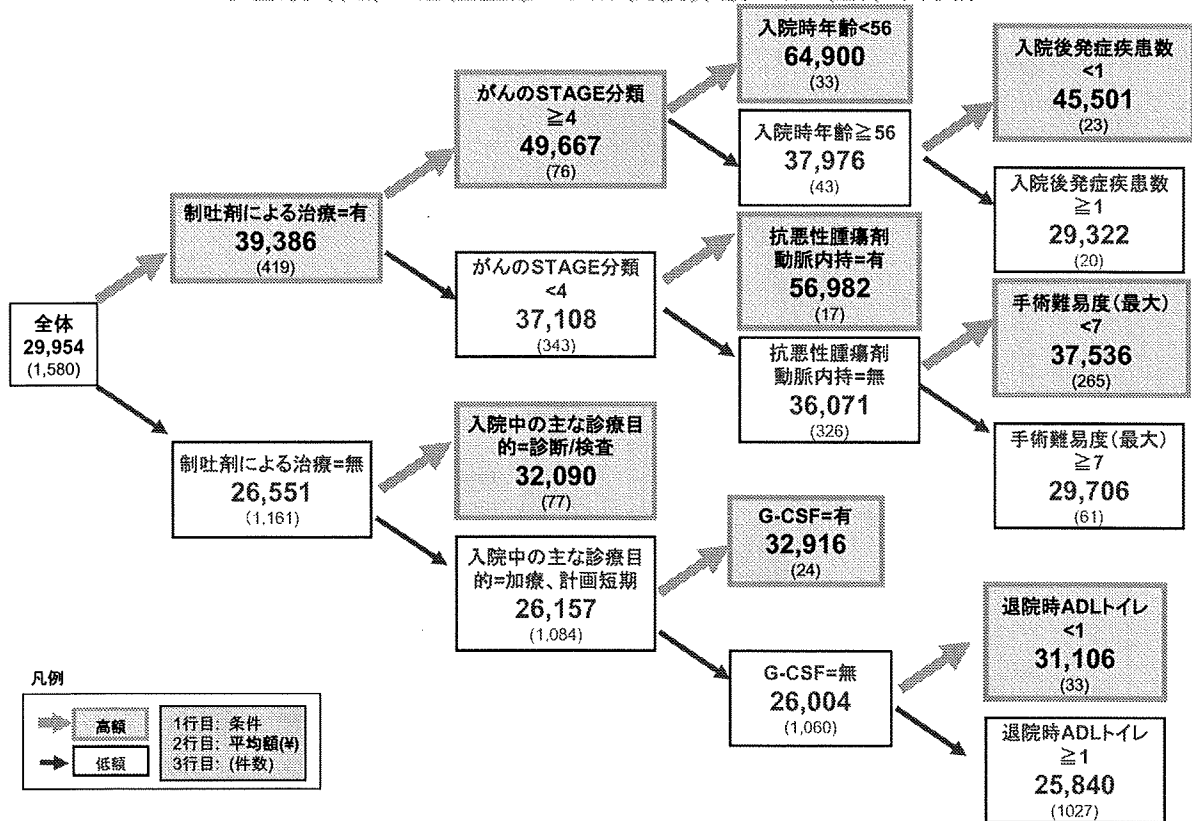 全体
29,954
(1,580)
制吐剤による治療=有
39,386
(419)
制吐剤による治療=無
26,551
(1,161)
がんのSTAGE分類
≧4
49,667
(76)
がんのSTAGE分類
<4
37,108
(343)
入院中の主な診療目
的=診断/検査
32,090
(77)
入院中の主な診療目
的=加療、計画短期
26,157
(1,084)
入院時年齢<56
64,900
(33)
入院時年齢≧56
37,976
(43)
抗悪性腫瘍剤
動脈内持=有
56,982
(17)
抗悪性腫瘍剤
動脈内持=無
36,071
(326)
G-CSF=有
32,916
(24)
G-CSF=無
26,004
(1,060)
入院後発症疾患数
<1
45,501
(23)
入院後発症疾患数
≧1
29,322
(20)
手術難易度(最大)
<7
37,536
(265)
手術難易度(最大)
≧7
29,706
(61)
退院時ADLトイレ
<1
31,106
(33)
退院時ADLトイレ
≧1
25,840
(1027)
凡例
高額
低額
1行目: 条件
2行目: 平均額(¥)
3行目: (件数)